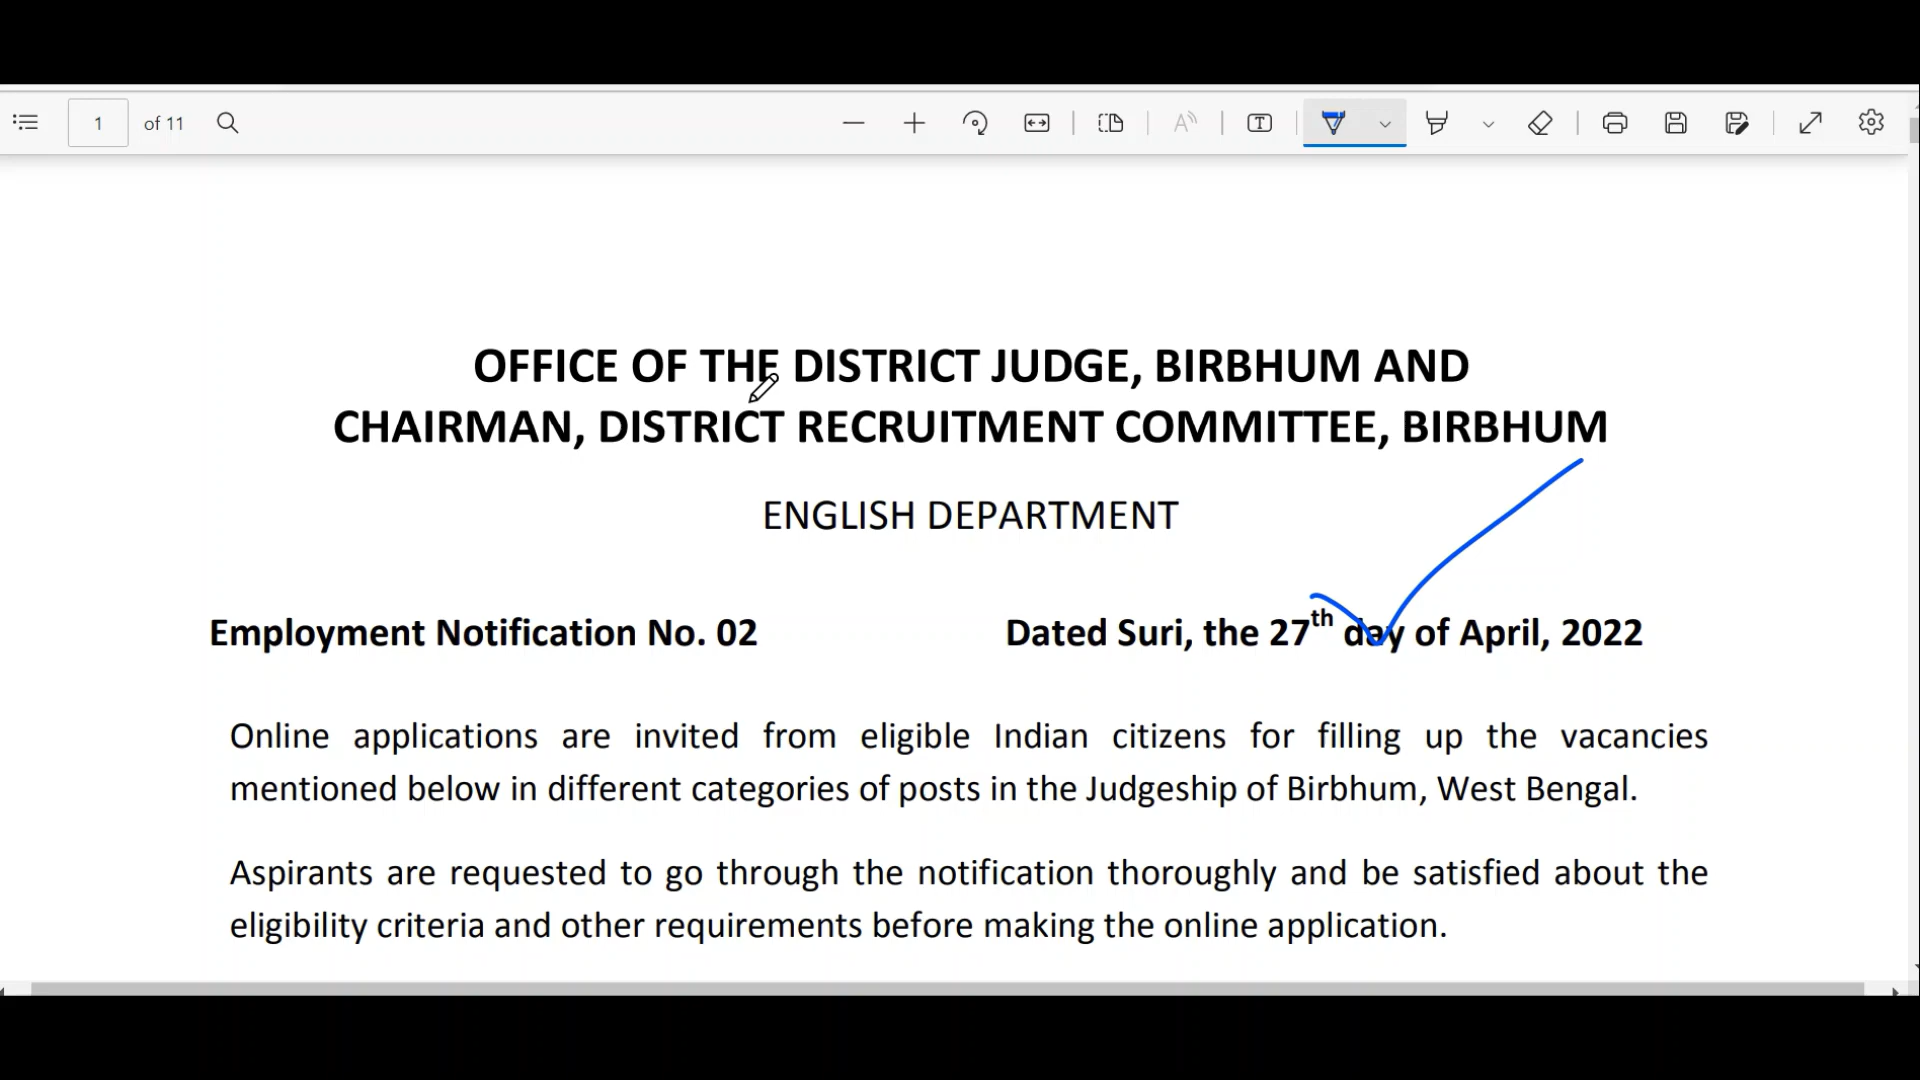 1 of 11
OFFICE OF THE DISTRICT JUDGE, BIRBHUM AND
CHAIRMAN, DISTRICT RECRUITMENT COMMITTEE, BIRBHUM
ENGLISH DEPARTMENT
Employment Notification No. 02 Dated Suri, the 27th day of April, 2022
Online applications are invited from eligible Indian citizens for filling up the vacancies
mentioned below in different categories of posts in the Judgeship of Birbhum, West Bengal.
Aspirants are requested to go through the notification thoroughly and be satisfied about the
eligibility criteria and other requirements before making the online application.